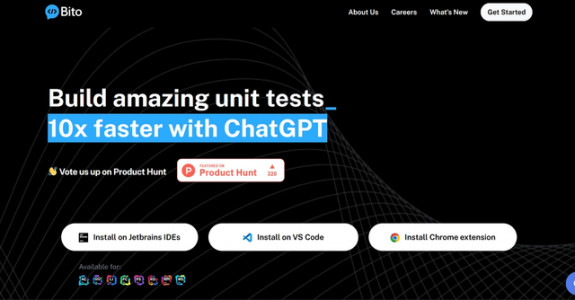 Bito
About Us Careers What's New Get Started
Build amazing unit tests_
10x faster with ChatGPT
Vote us up on Product Hunt
FEATURED ON
Product Hunt
Install on Jetbrains IDEs
Install on VS Code
Install Chrome extension
Available for: